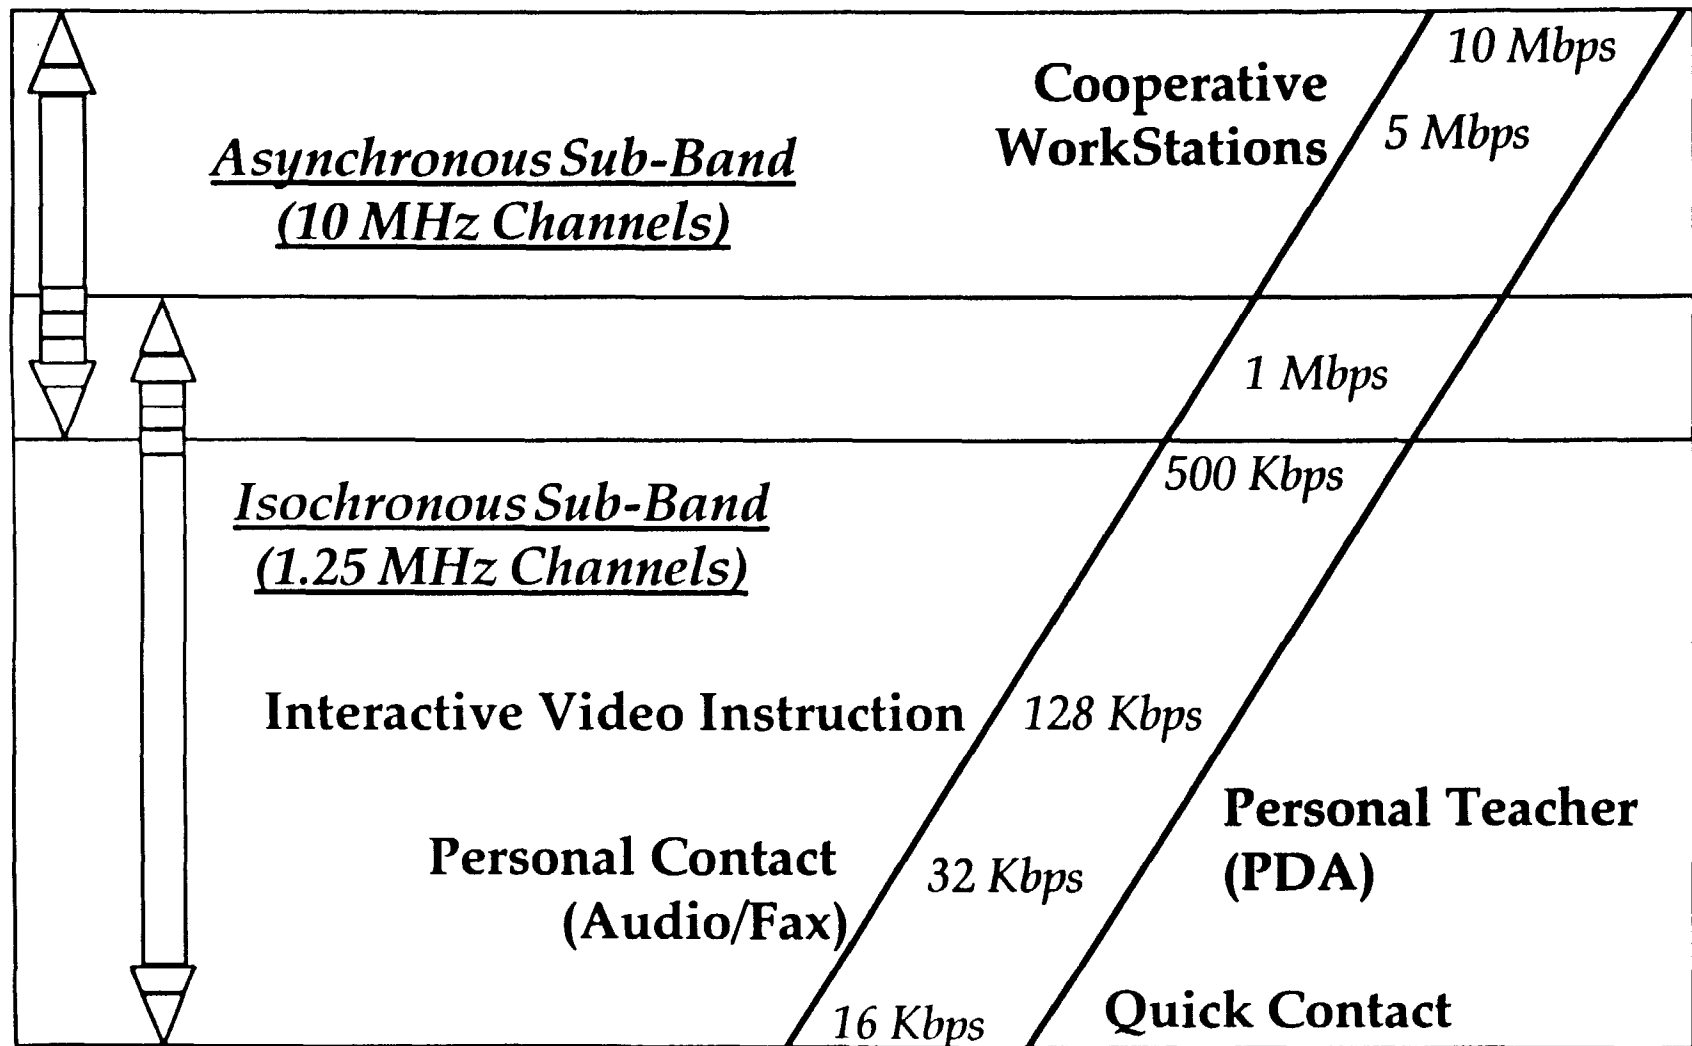 10 Mbps
Cooperative
WorkStations
5 Mbps
Asynchronous Sub-Band
(10 MHz Channels)
1 Mbps
500 Kbps
Isochronous Sub-Band
(1.25 MHz Channels)
Interactive Video Instruction
128 Kbps
Personal Teacher
(PDA)
Personal Contact
(Audio/Fax)
32 Kbps
16 Kbps
Quick Contact